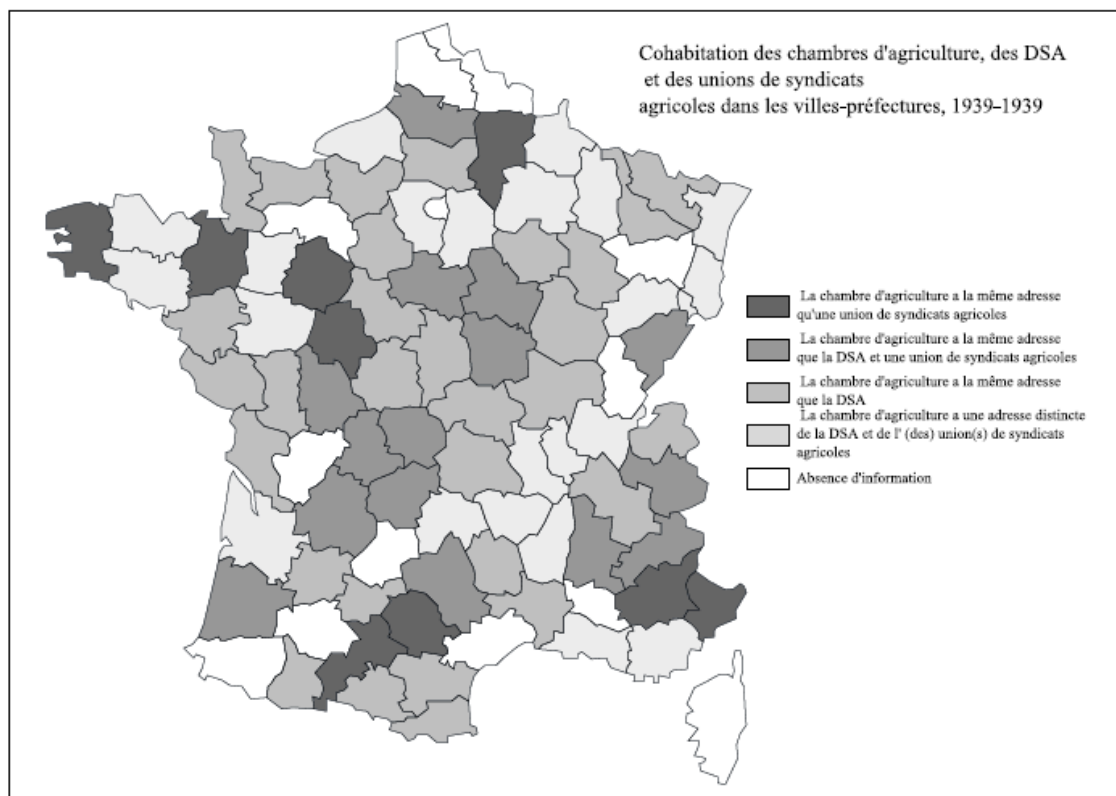 Cohabitation des chambres d'agriculture, des DSA
et des unions de syndicats
agricoles dans les villes-préfectures, 1939-1939
La chambre d'agriculture a la même adresse
qu'une union de syndicats agricoles
La chambre d'agriculture a la même adresse
que la DSA et une union de syndicats agricoles
La chambre d'agriculture a la même adresse
que la DSA
La chambre d'agriculture a une adresse distincte
de la DSA et de l' (des) union(s) de syndicats
agricoles
Absence d'information